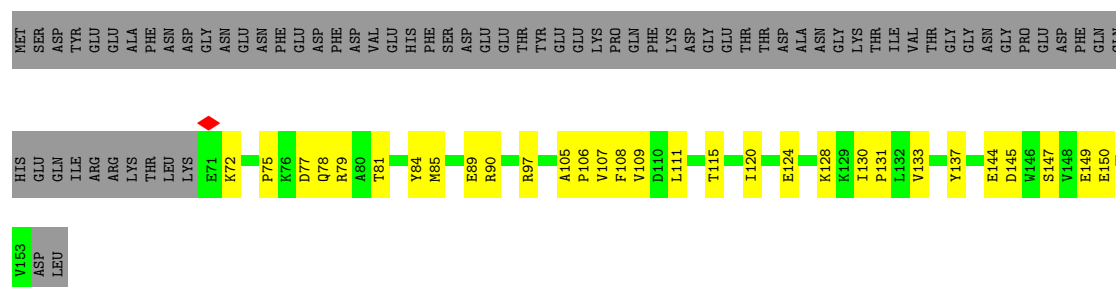 MET SER ASP TYR GLU GLU ALA PHE ASN ASP GLY ASN GLU ASN PHE GLU ASP PHE ASP VAL GLU HIS PHE SER ASP GLU GLU THR TYR GLU GLU LYS PRO GLN PHE LYS ASP GLY GLU THR THR ASP ALA ASN GLY LYS THR ILE VAL THR GLY GLY ASN GLY PRO GLU ASP PHE GLN GLN
HIS GLU GLN ILE ARG ARG LYS THR LEU LYS E71 K72 P75 K76 D77 Q78 R79 A80 T81 Y84 M85 E89 R90 R97 A105 P106 V107 F108 V109 D110 L111 T115 I120 E124 K128 K129 I130 P131 L132 V133 Y137 E144 D145 W146 S147 V148 E149 E150
V153 ASP LEU